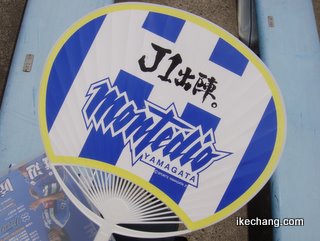 J1出陣。
montedio
YAMAGATA
ikechang.com